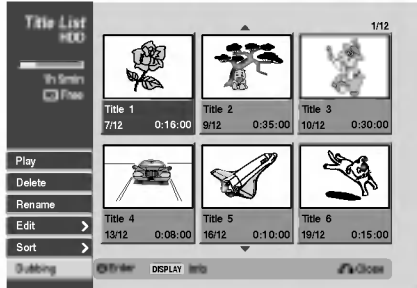 Title List
HDD
1/12
1h 5min
Free
Title 1
7/12 0:16:00
Title 2
9/12 0:35:00
Title 3
10/12 0:30:00
Play
Delete
Rename
Edit
Sort
Dubbing
Title 4
13/12 0:08:00
Title 5
16/12 0:10:00
Title 6
19/12 0:15:00
Enter DISPLAY Info Close